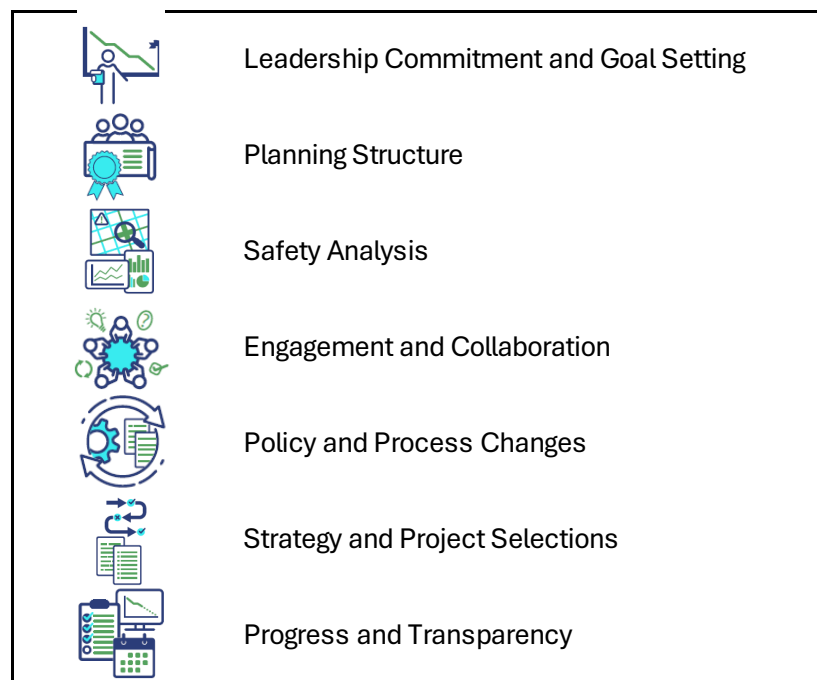 Leadership Commitment and Goal Setting
Planning Structure
Safety Analysis
Engagement and Collaboration
Policy and Process Changes
Strategy and Project Selections
Progress and Transparency